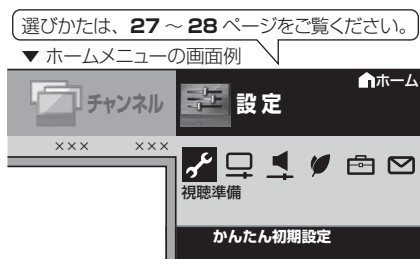 選びかたは、27～28 ページをご覧ください。
▼ ホームメニューの画面例
ホーム
チャンネル
設定
××× ×××
視聴準備
かんたん初期設定